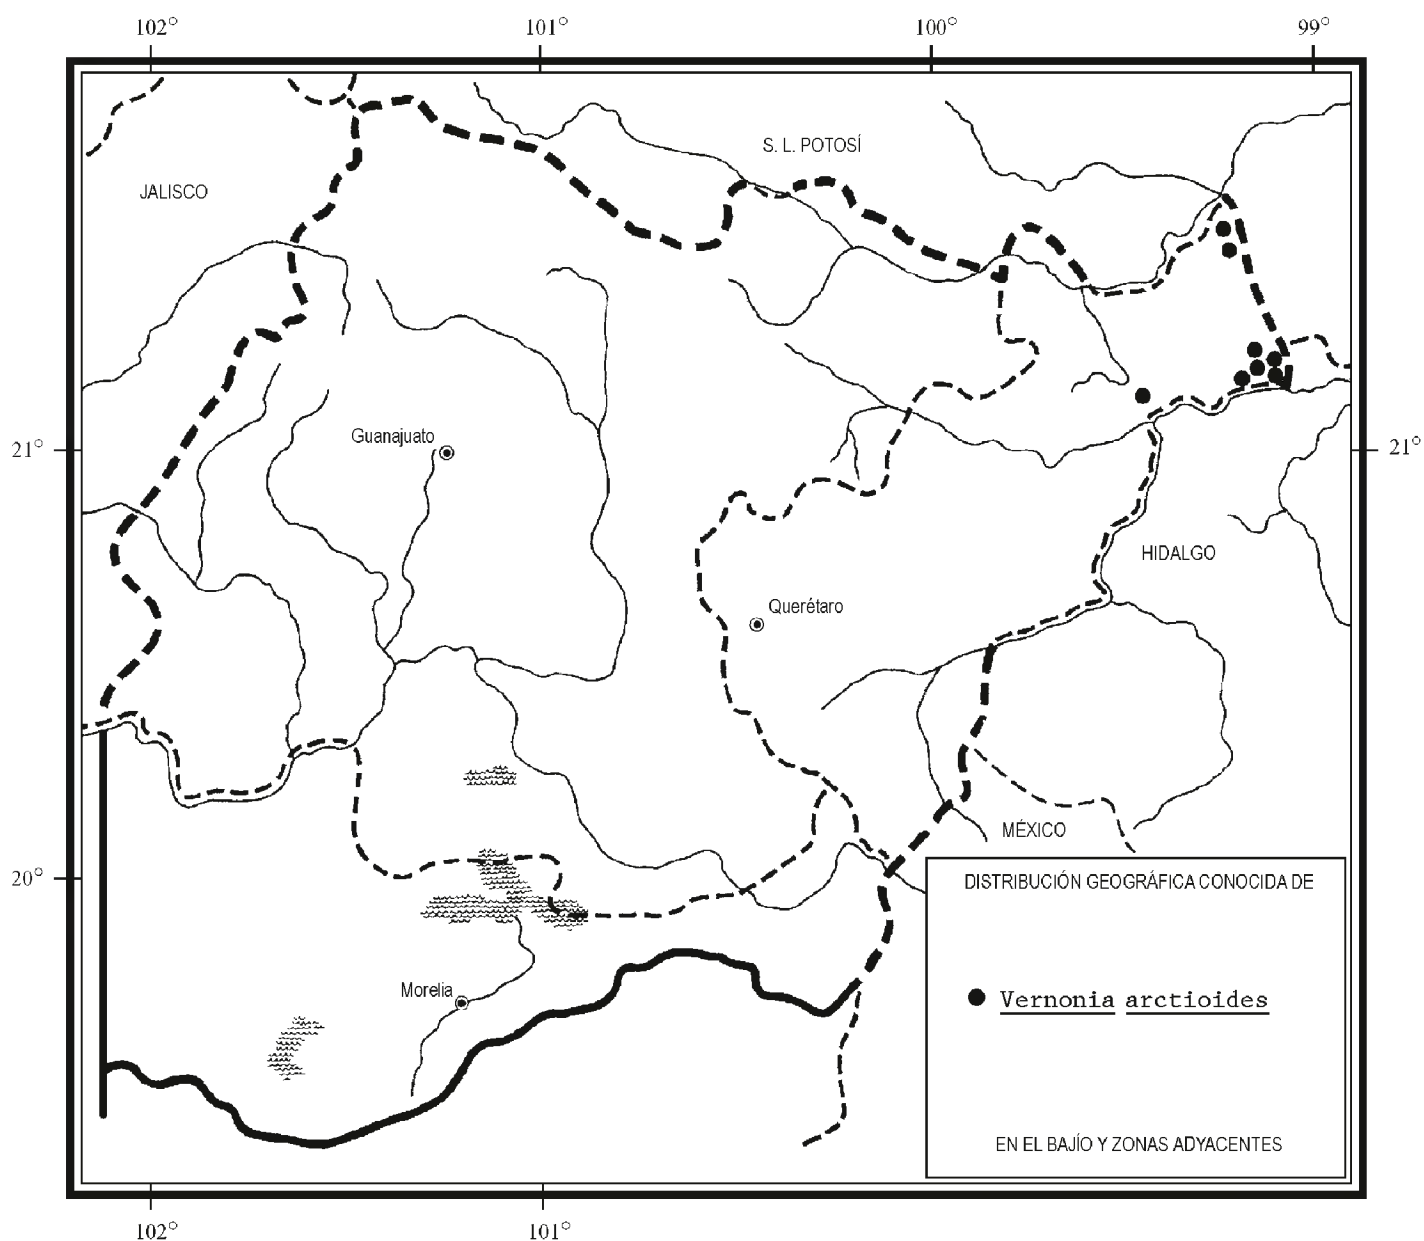 102° 101° 100° 99°
S. L. POTOSÍ
JALISCO
Guanajuato
21° 21°
HIDALGO
Querétaro
MÉXICO
20°
DISTRIBUCIÓN GEOGRÁFICA CONOCIDA DE
Morelia
Vernonia arctioides
EN EL BAJÍO Y ZONAS ADYACENTES
102° 101°